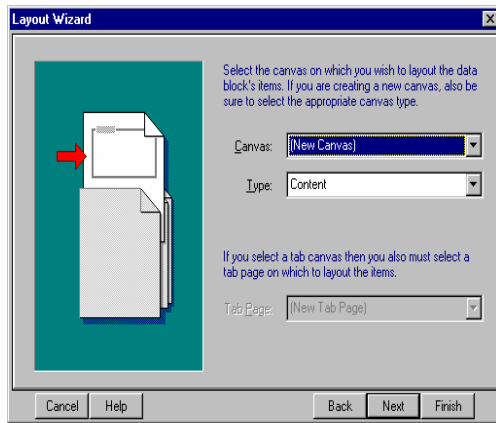 Layout Wizard
Select the canvas on which you wish to layout the data
block's items. If you are creating a new canvas, also be
sure to select the appropriate canvas type.
Canvas: (New Canvas)
Type: Content
If you select a tab canvas then you also must select a
tab page on which to layout the items.
Tab Page: (New Tab Page)
Cancel Help Back Next Finish